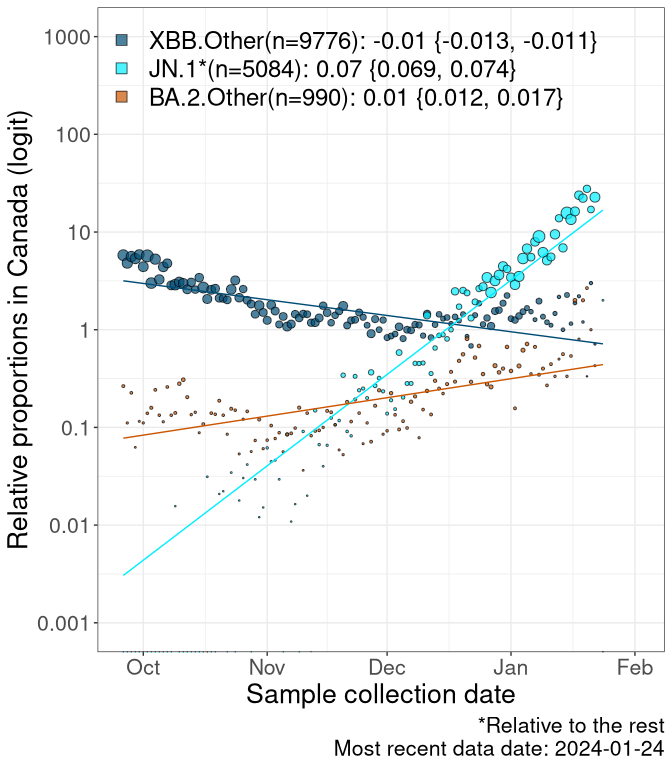 XBB.Other(n=9776): -0.01 {-0.013, -0.011}
JN.1*(n=5084): 0.07 {0.069, 0.074}
BA.2.Other(n=990): 0.01 {0.012, 0.017}
Relative proportions in Canada (logit)
1000
100
10
1
0.1
0.01
0.001
Oct Nov Dec Jan Feb
Sample collection date
*Relative to the rest
Most recent data date: 2024-01-24